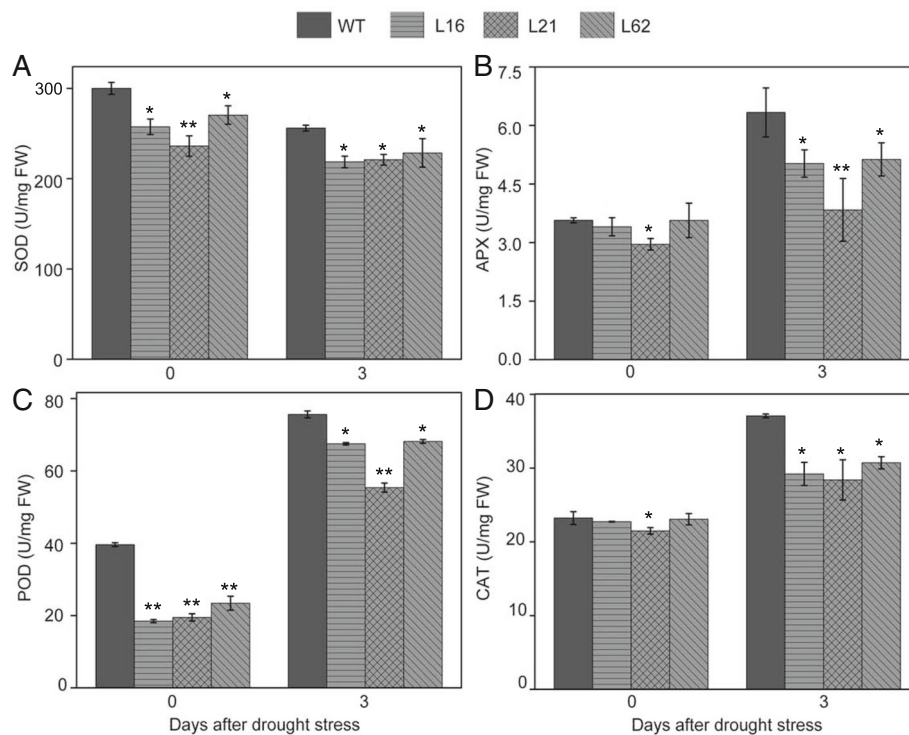 WT L16 L21 L62
A
SOD (U/mg FW)
300
200
100
0
* ** * * * *
0 3
B
APX (U/mg FW)
7.5
6.0
4.5
3.0
1.5
0.0
* * ** *
0 3
C
POD (U/mg FW)
80
60
40
20
0
** ** ** * ** *
0 3
Days after drought stress
D
CAT (U/mg FW)
40
30
20
10
0
* * * *
0 3
Days after drought stress